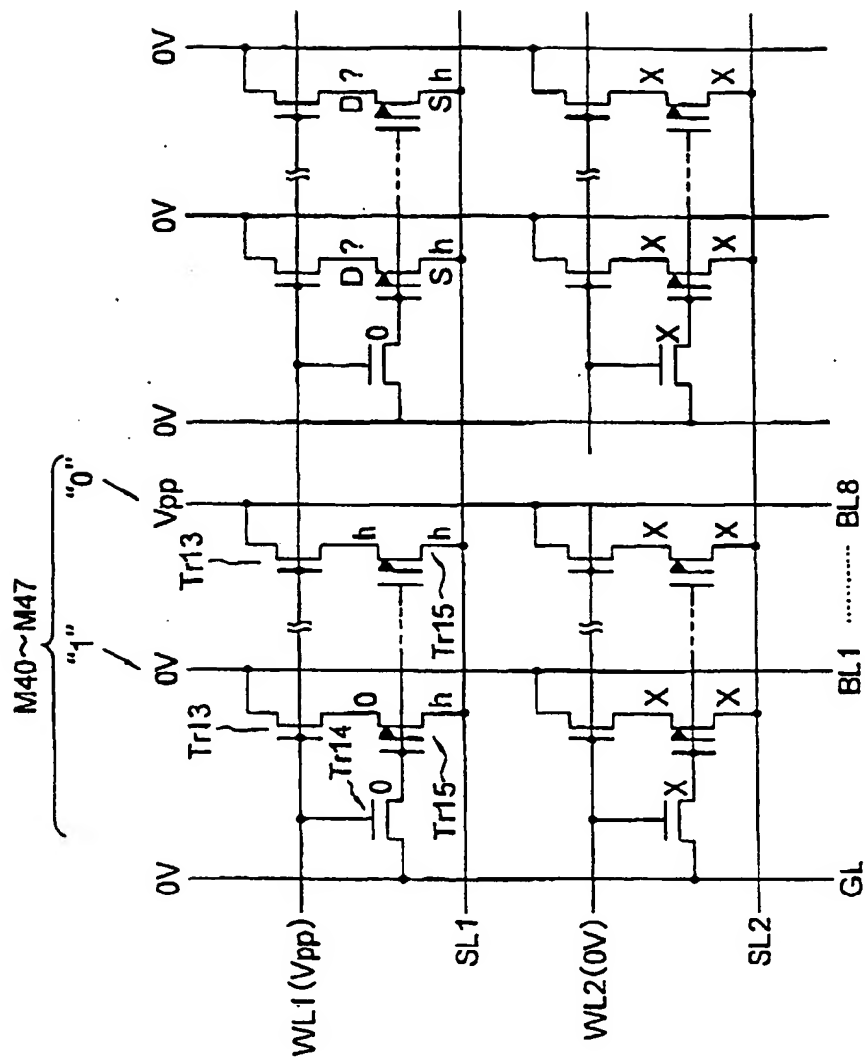 M40~M47
"1"
"0"
0V
0V
Vpp
0V
0V
0V
WL1(Vpp)
Tr13
Tr13
Tr14
0
0
h
Tr15
h
h
Tr15
0
D ?
S h
D ?
S h
SL1
WL2(0V)
X
X
X
X
X
X
X
X
X
X
SL2
GL
BL1
BL8